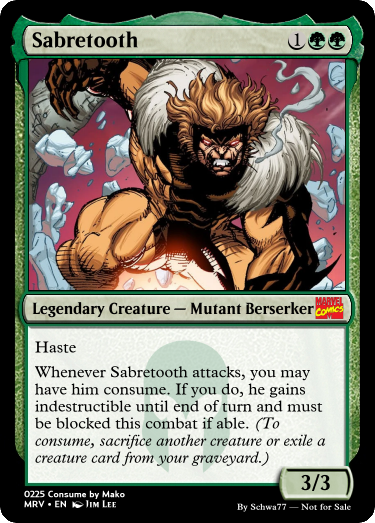 Sabretooth 1
Legendary Creature — Mutant Berserker MARVEL COMICS
Haste
Whenever Sabretooth attacks, you may
have him consume. If you do, he gains
indestructible until end of turn and must
be blocked this combat if able. (To
consume, sacrifice another creature or exile a
creature card from your graveyard.)
3/3
0225 Consume by Mako
MRV • EN Jim Lee
By Schwa77 — Not for Sale